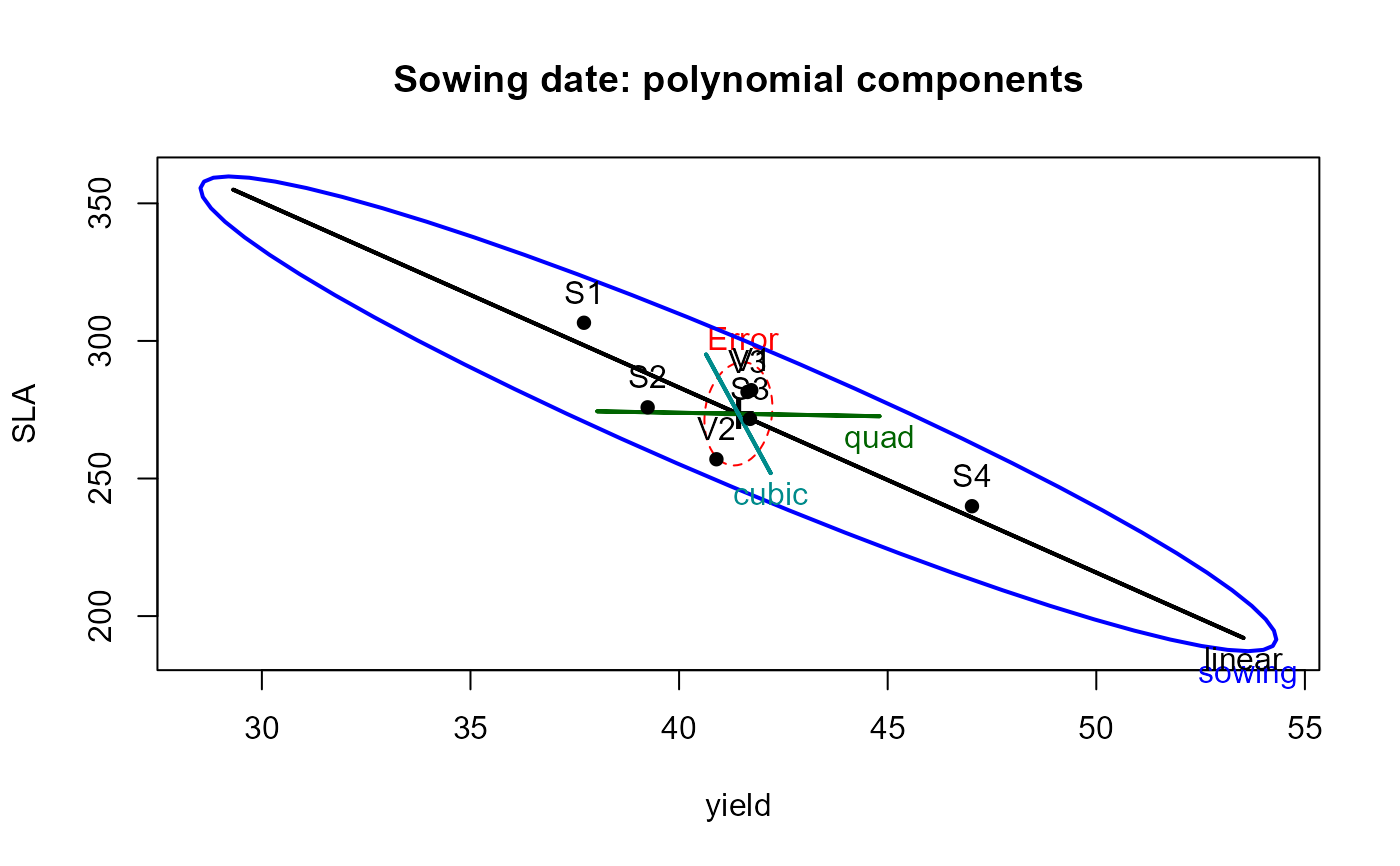 Sowing date: polynomial components
SLA
350
300
250
200
S1
Error
V1
V3
S2
S3
V2
quad
S4
cubic
linear
sowing
30 35 40 45 50 55
yield